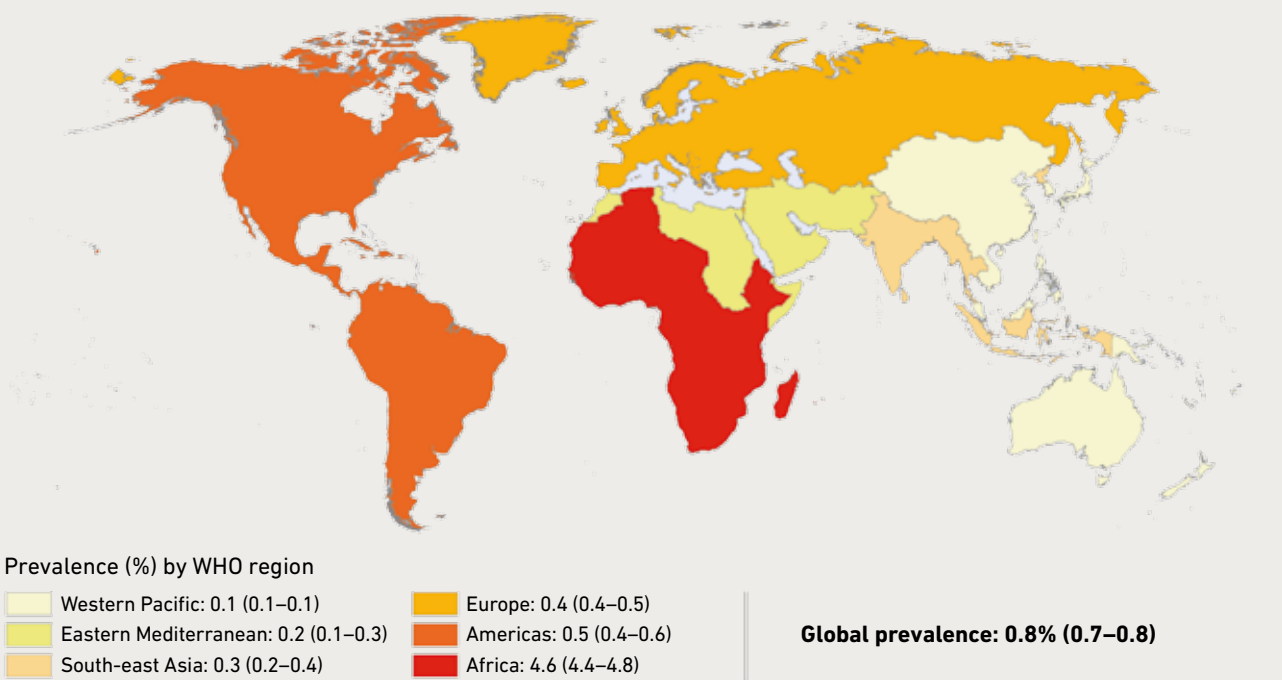 Prevalence (%) by WHO region
Western Pacific: 0.1 (0.1–0.1)
Eastern Mediterranean: 0.2 (0.1–0.3)
South-east Asia: 0.3 (0.2–0.4)
Europe: 0.4 (0.4–0.5)
Americas: 0.5 (0.4–0.6)
Africa: 4.6 (4.4–4.8)
Global prevalence: 0.8% (0.7–0.8)